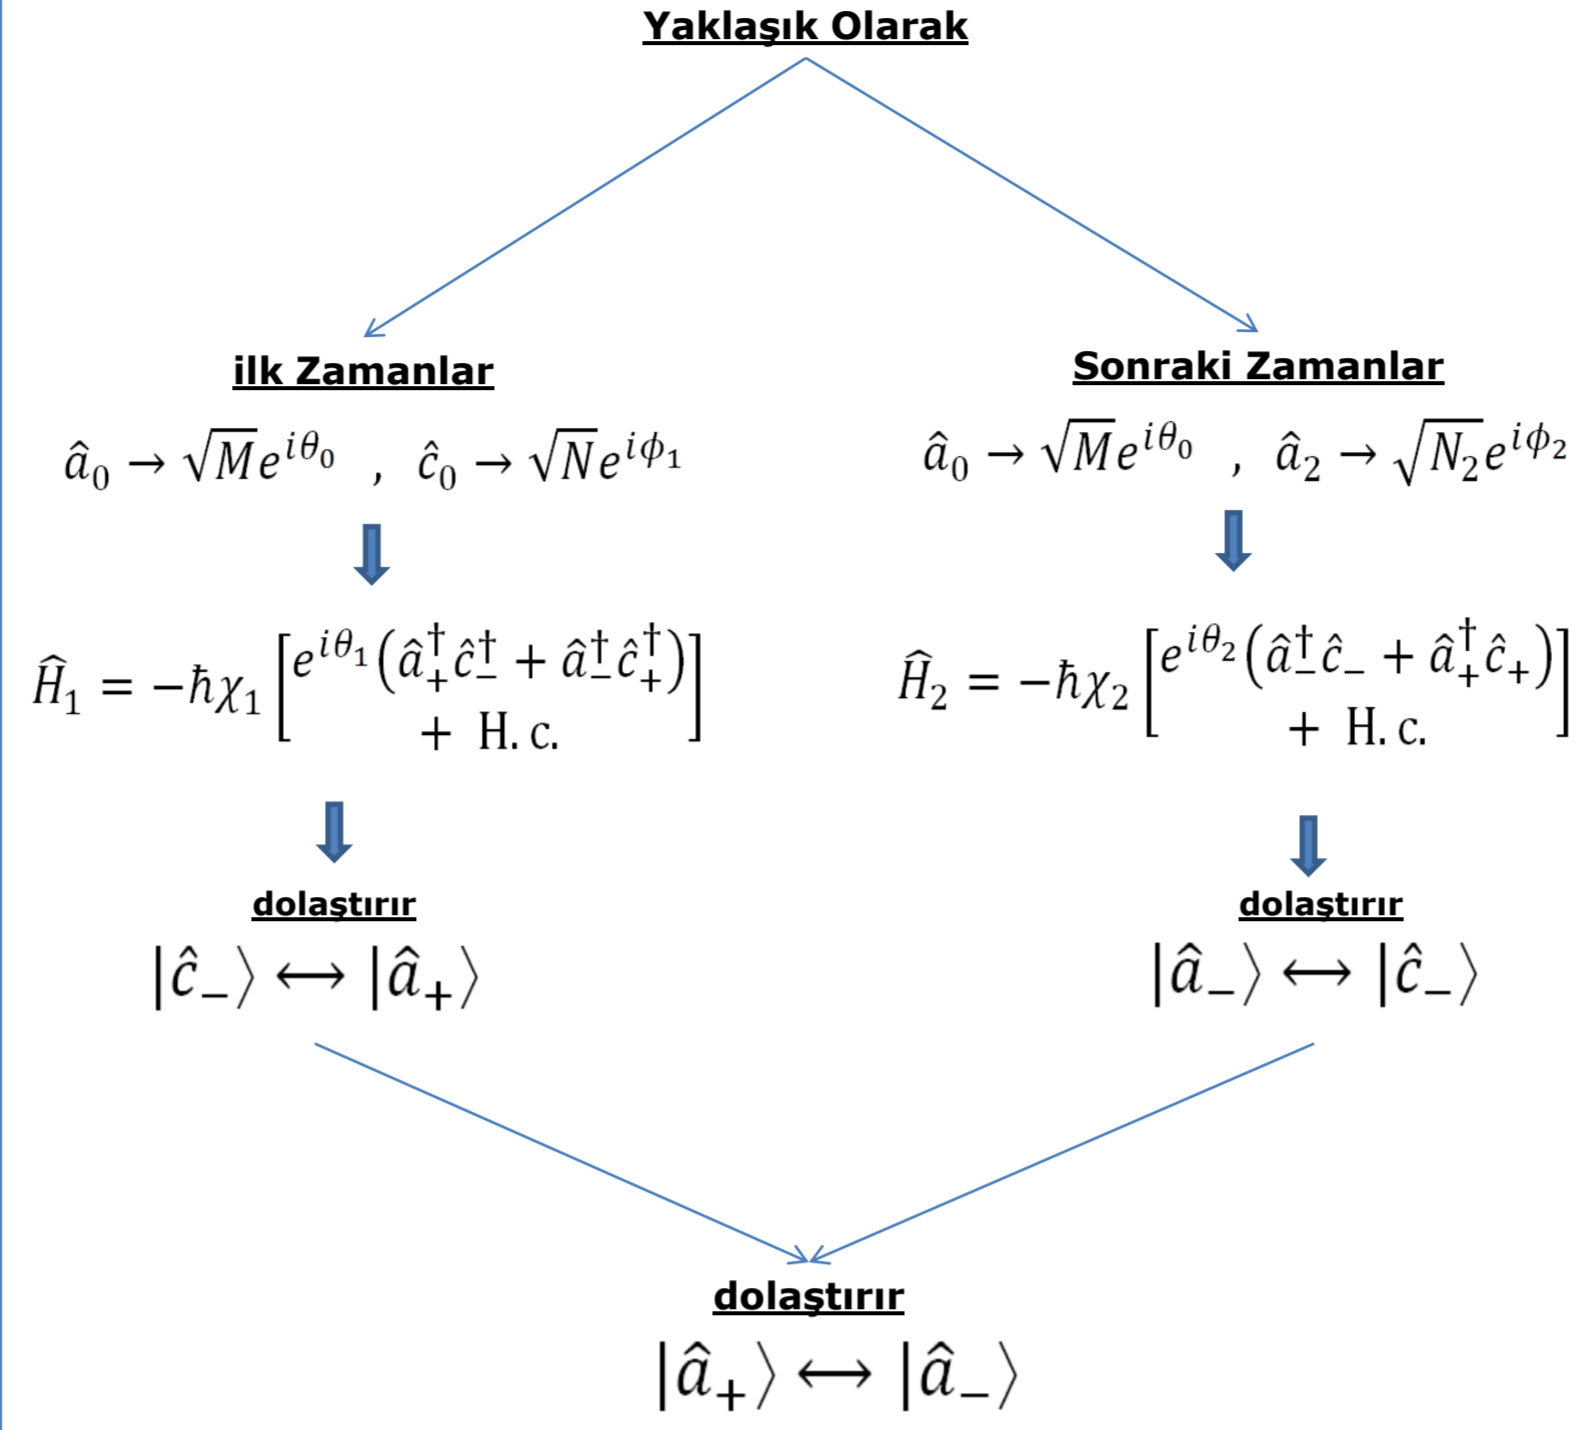 Yaklaşık Olarak
ilk Zamanlar
Sonraki Zamanlar
â₀ → √M e^{iθ₀} , ĉ₀ → √N e^{iϕ₁}
â₀ → √M e^{iθ₀} , â₂ → √N₂ e^{iϕ₂}
Ĥ₁ = −ħχ₁ [e^{iθ₁}(â₊†ĉ₋† + â₋†ĉ₊†) + H. c.]
Ĥ₂ = −ħχ₂ [e^{iθ₂}(â₋†ĉ₋ + â₊†ĉ₊) + H. c.]
dolaştırır
dolaştırır
|ĉ₋⟩ ↔ |â₊⟩
|â₋⟩ ↔ |ĉ₋⟩
dolaştırır
|â₊⟩ ↔ |â₋⟩